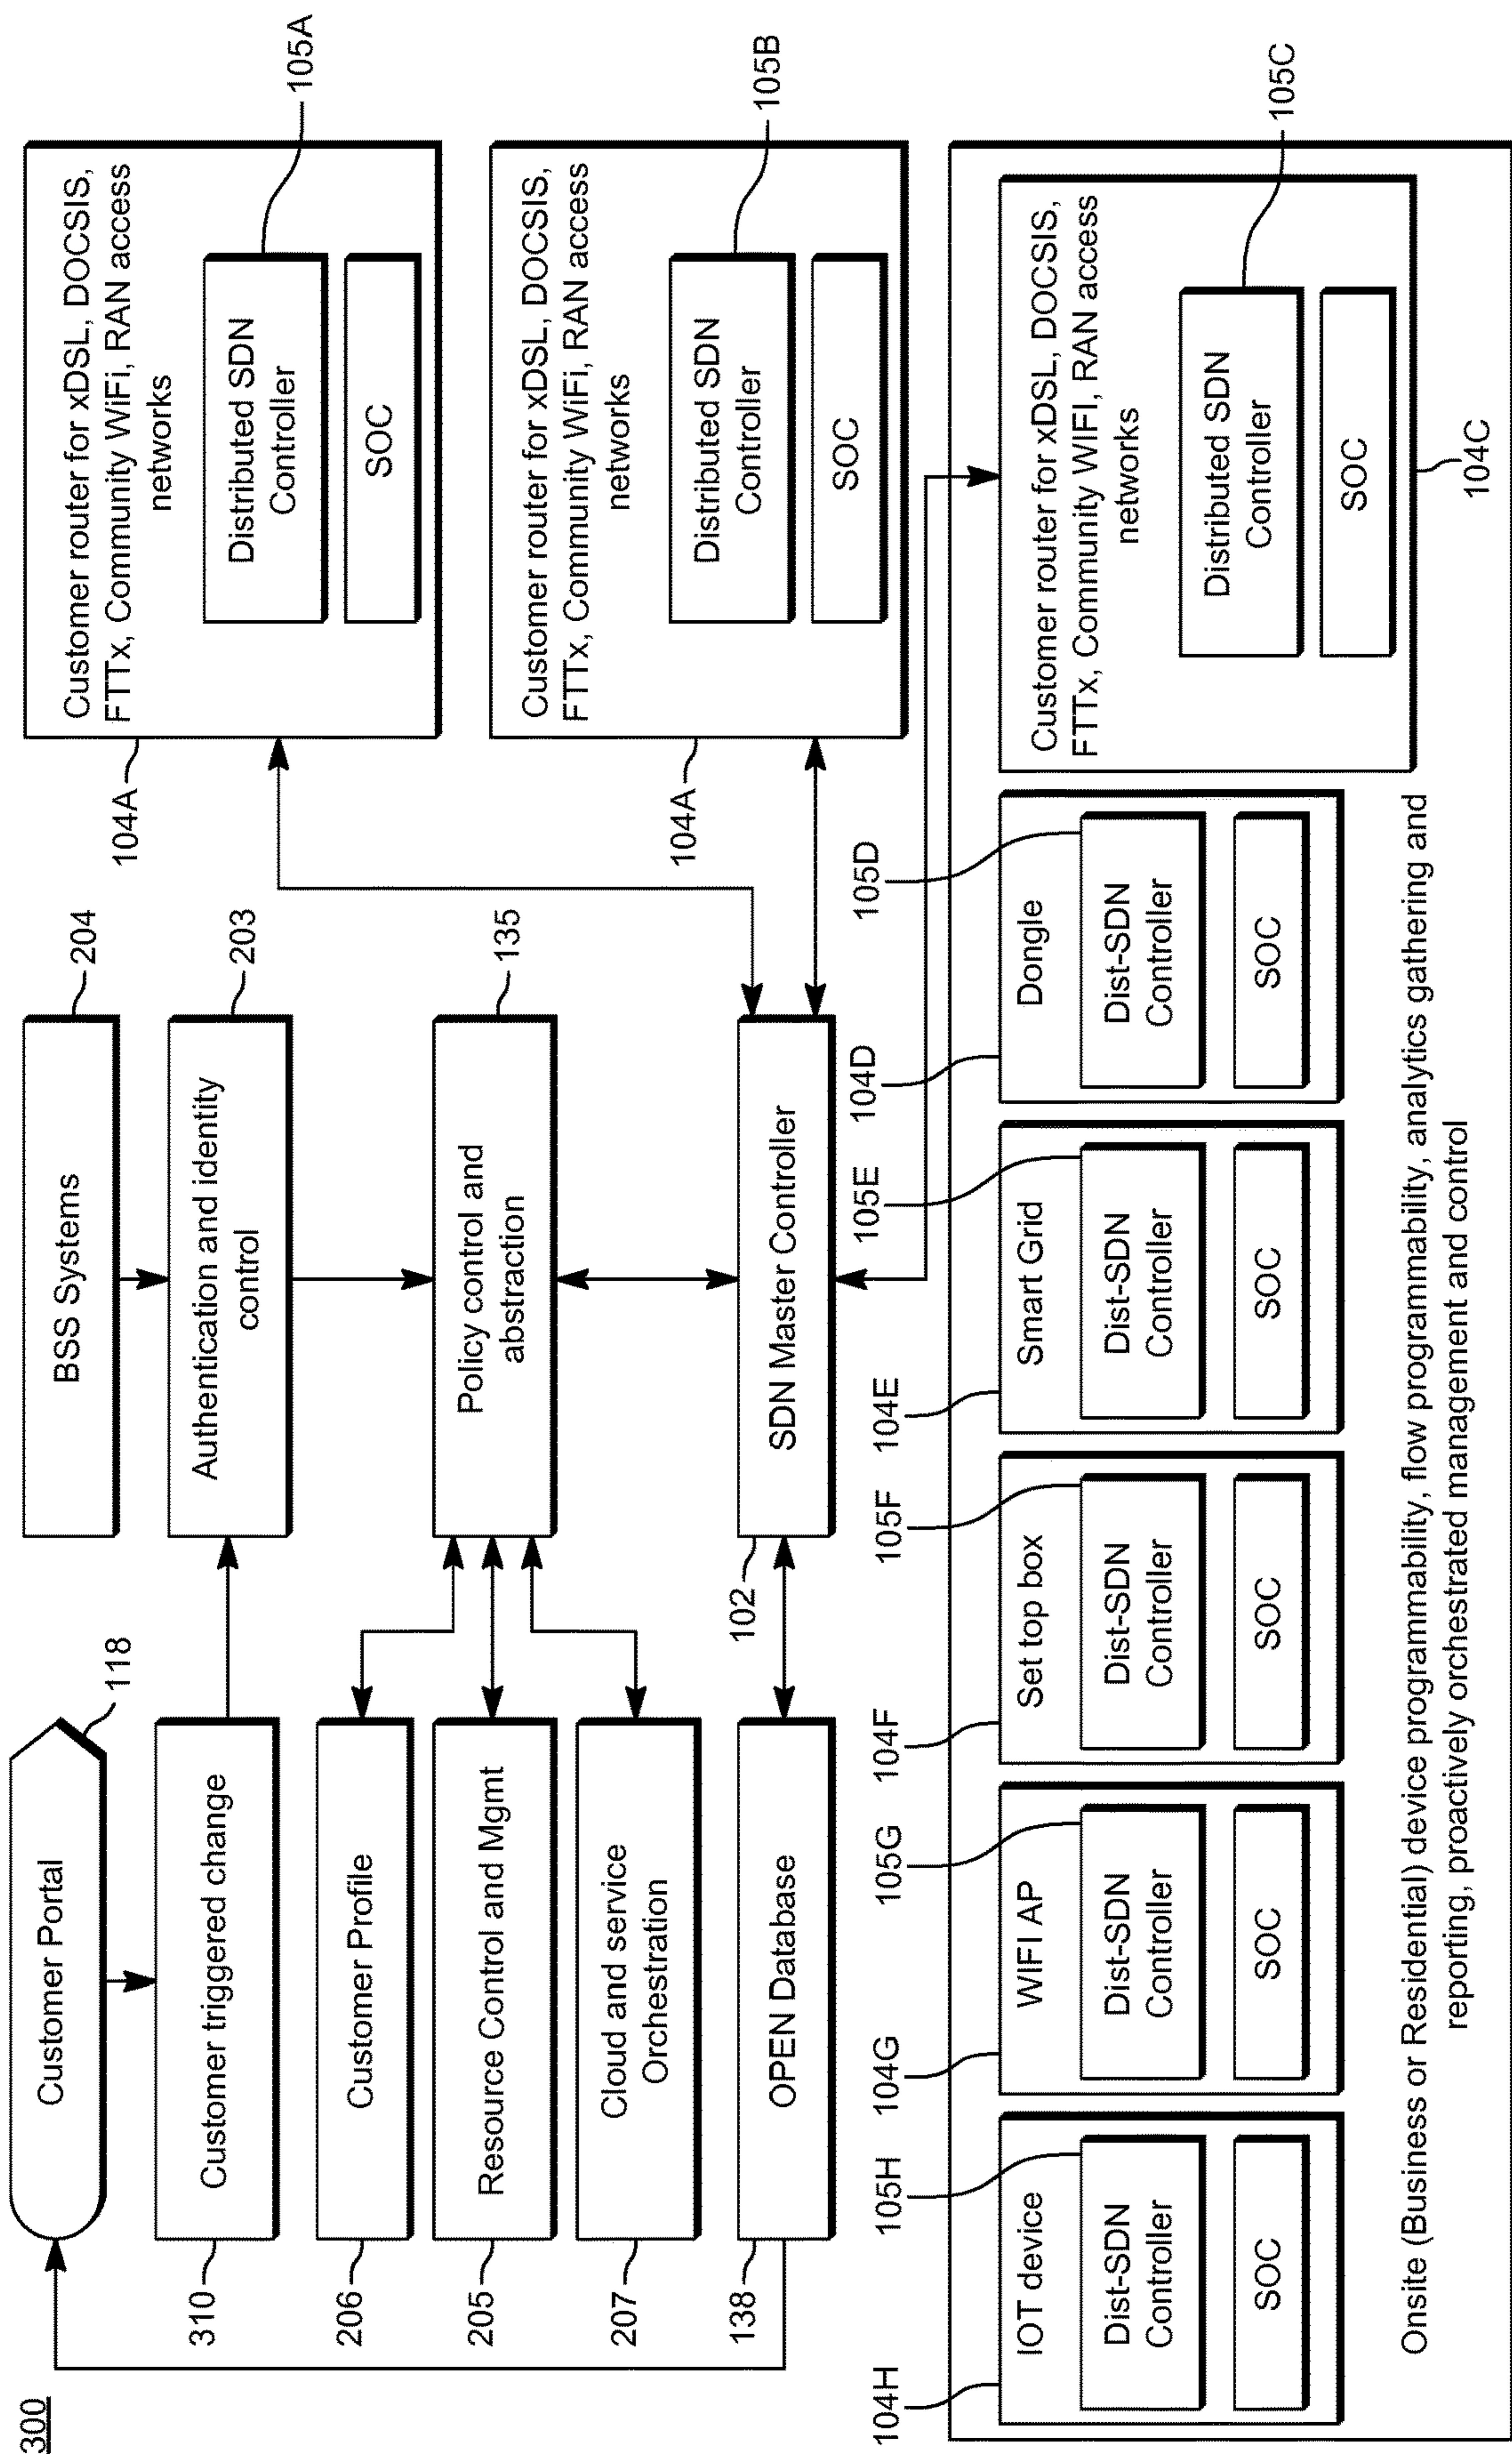 300
Customer Portal
118
Customer triggered change
310
Customer Profile
206
Resource Control and Mgmt
205
Cloud and service
Orchestration
207
OPEN Database
138
BSS Systems
204
Authentication and identity
control
203
Policy control and
abstraction
135
SDN Master Controller
102
Customer router for xDSL, DOCSIS,
FTTx, Community WiFi, RAN access
networks
Distributed SDN
Controller
SOC
104A
105A
Customer router for xDSL, DOCSIS,
FTTx, Community WiFi, RAN access
networks
Distributed SDN
Controller
SOC
104A
105B
104H
105H
IOT device
Dist-SDN
Controller
SOC
104G
105G
WIFI AP
Dist-SDN
Controller
SOC
104F
105F
Set top box
Dist-SDN
Controller
SOC
104E
105E
Smart Grid
Dist-SDN
Controller
SOC
104D
105D
Dongle
Dist-SDN
Controller
SOC
Customer router for xDSL, DOCSIS,
FTTx, Community WIFI, RAN access
networks
Distributed SDN
Controller
SOC
105C
104C
Onsite (Business or Residential) device programmability, flow programmability, analytics gathering and
reporting, proactively orchestrated management and control